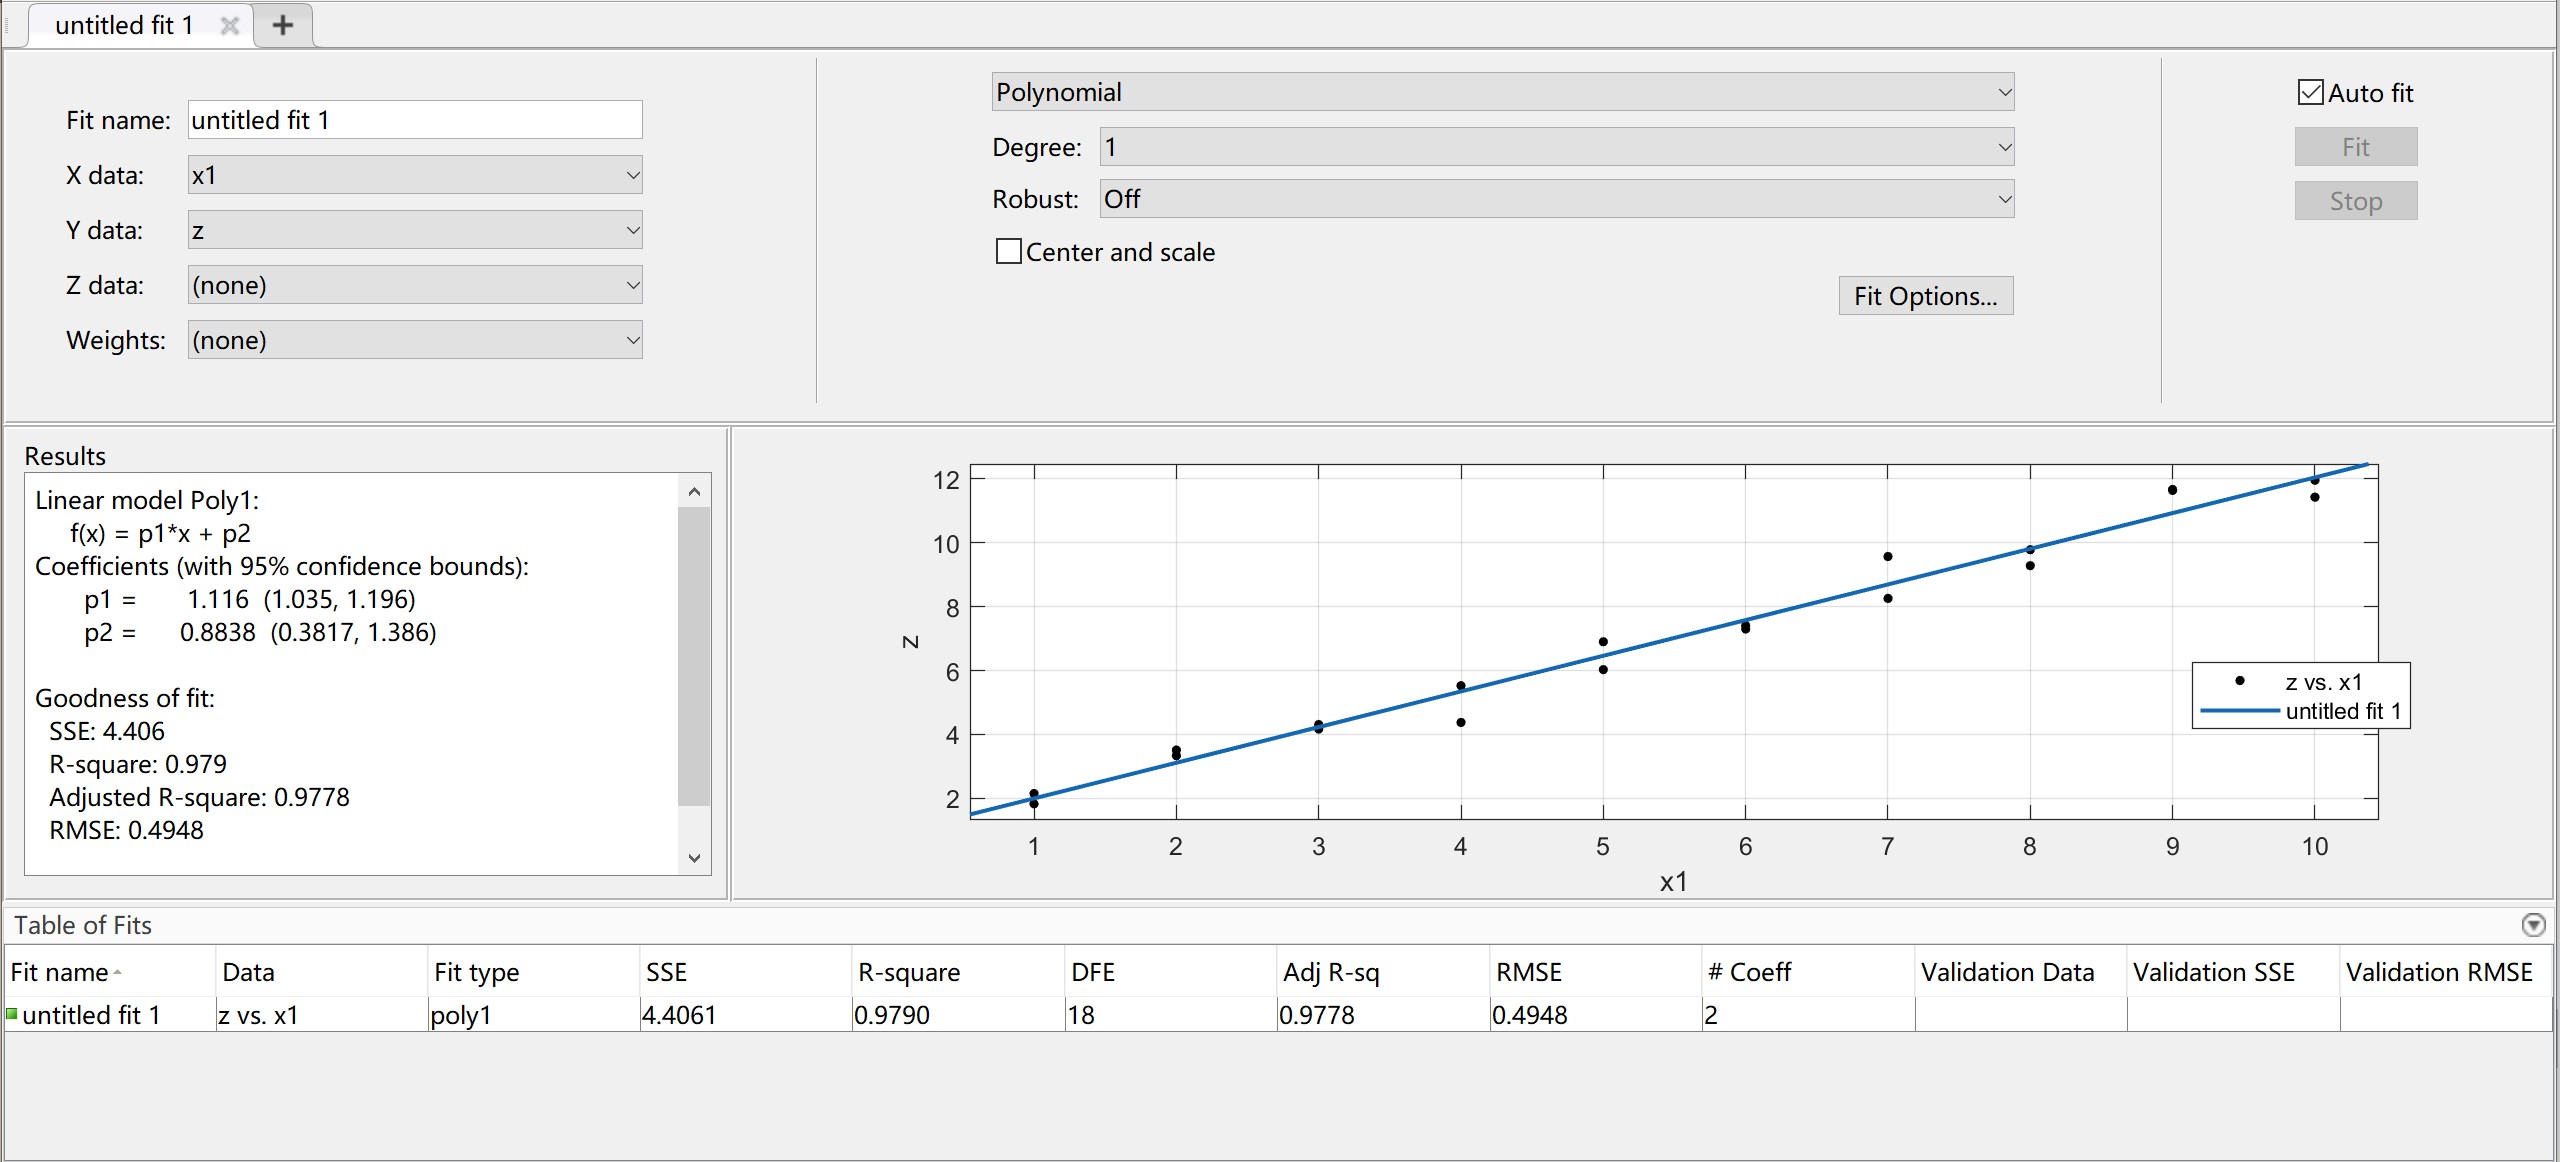 untitled fit 1
Fit name: untitled fit 1
X data: x1
Y data: z
Z data: (none)
Weights: (none)
Polynomial
Degree: 1
Robust: Off
Center and scale
Fit Options...
Auto fit
Fit
Stop
Results
Linear model Poly1:
f(x) = p1*x + p2
Coefficients (with 95% confidence bounds):
p1 = 1.116 (1.035, 1.196)
p2 = 0.8838 (0.3817, 1.386)
Goodness of fit:
SSE: 4.406
R-square: 0.979
Adjusted R-square: 0.9778
RMSE: 0.4948
12
10
8
6
4
2
z
1 2 3 4 5 6 7 8 9 10
x1
z vs. x1
untitled fit 1
Table of Fits
Fit name Data Fit type SSE R-square DFE Adj R-sq RMSE # Coeff Validation Data Validation SSE Validation RMSE
untitled fit 1 z vs. x1 poly1 4.4061 0.9790 18 0.9778 0.4948 2